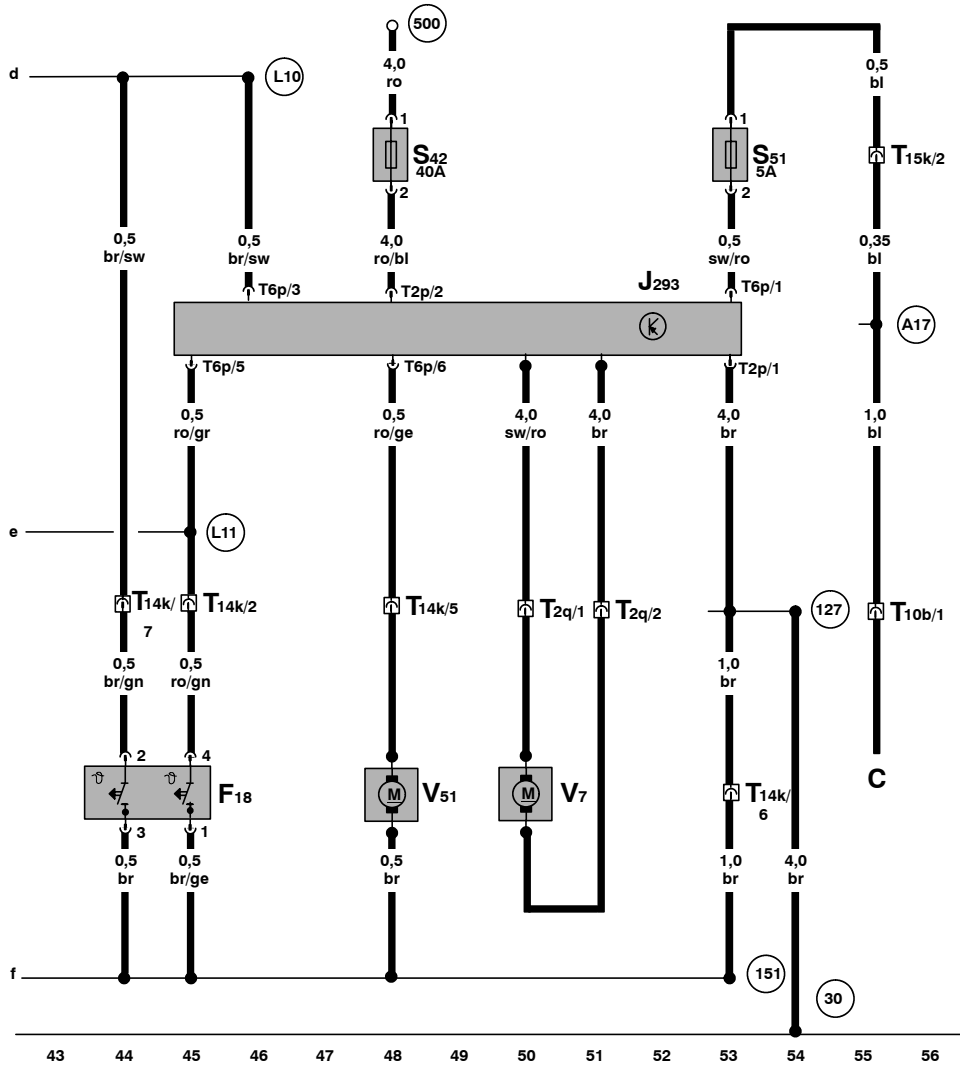 500
d
L10
4,0
ro
0,5
bl
1
1
S42
40A
S51
5A
T15k/2
2
2
0,5
br/sw
0,5
br/sw
4,0
ro/bl
0,5
sw/ro
0,35
bl
T6p/3
T2p/2
J293
T6p/1
A17
T6p/5
T6p/6
T2p/1
0,5
ro/gr
0,5
ro/ge
4,0
sw/ro
4,0
br
4,0
br
1,0
bl
e
L11
T14k/
7
T14k/2
T14k/5
T2q/1
T2q/2
127
T10b/1
0,5
br/gn
0,5
ro/gn
1,0
br
2
4
F18
M
V51
M
V7
T14k/
6
C
3
1
0,5
br
0,5
br/ge
0,5
br
1,0
br
4,0
br
f
151
30
43 44 45 46 47 48 49 50 51 52 53 54 55 56